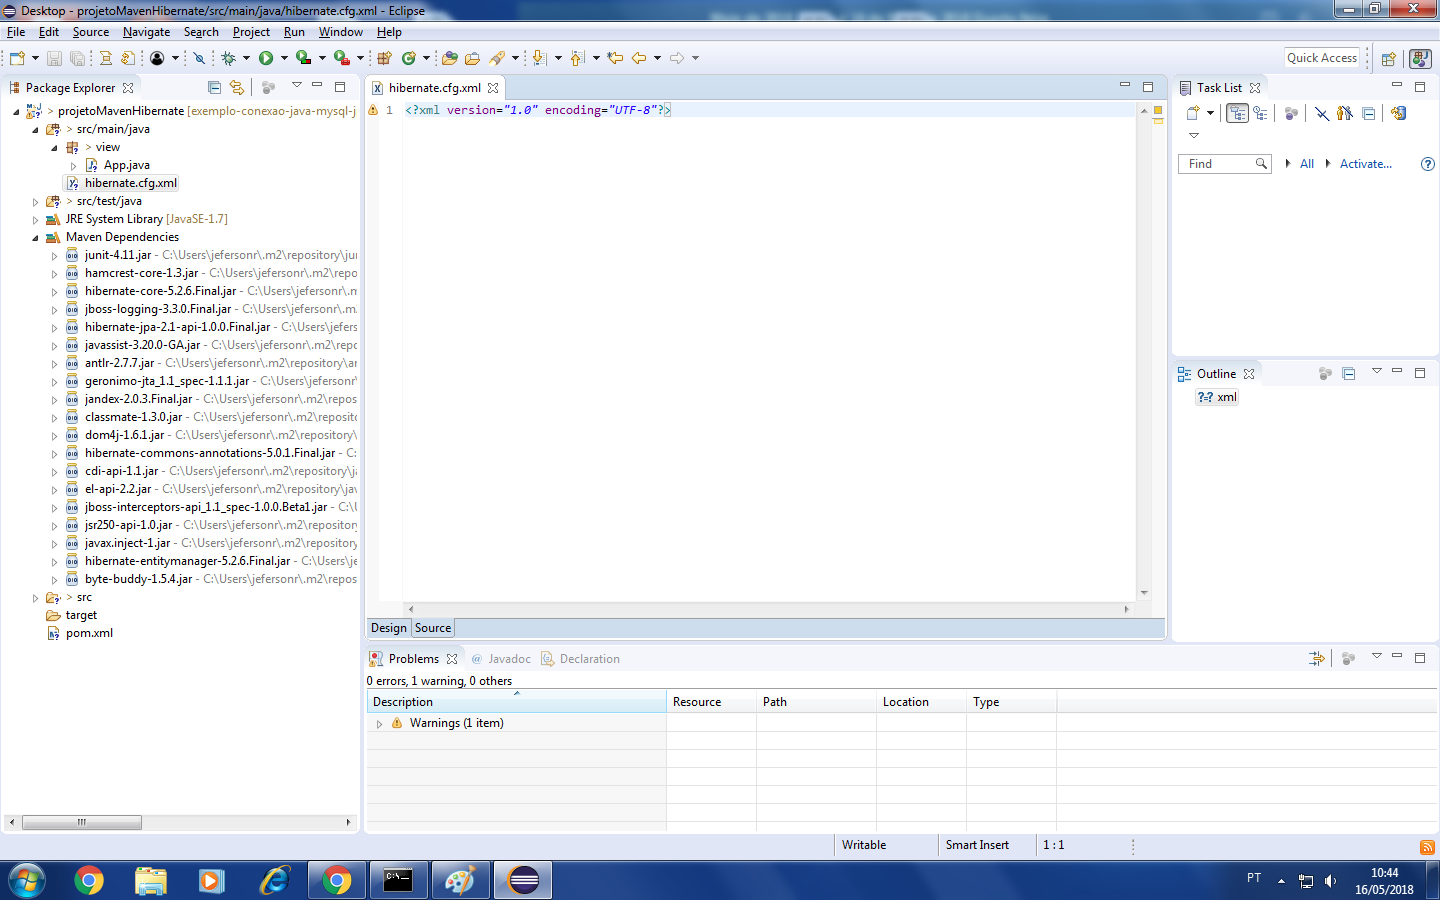 Desktop - projetoMavenHibernate/src/main/java/hibernate.cfg.xml - Eclipse
File Edit Source Navigate Search Project Run Window Help
Quick Access
Package Explorer
> projetoMavenHibernate [exemplo-conexao-java-mysql-j
> src/main/java
> view
App.java
hibernate.cfg.xml
> src/test/java
JRE System Library [JavaSE-1.7]
Maven Dependencies
junit-4.11.jar - C:\Users\jefersonr\.m2\repository\jun
hamcrest-core-1.3.jar - C:\Users\jefersonr\.m2\repo
hibernate-core-5.2.6.Final.jar - C:\Users\jefersonr\.m
jboss-logging-3.3.0.Final.jar - C:\Users\jefersonr\.m
hibernate-jpa-2.1-api-1.0.0.Final.jar - C:\Users\jefers
javassist-3.20.0-GA.jar - C:\Users\jefersonr\.m2\repo
antlr-2.7.7.jar - C:\Users\jefersonr\.m2\repository\an
geronimo-jta_1.1_spec-1.1.1.jar - C:\Users\jefersonr\
jandex-2.0.3.Final.jar - C:\Users\jefersonr\.m2\repos
classmate-1.3.0.jar - C:\Users\jefersonr\.m2\reposit
dom4j-1.6.1.jar - C:\Users\jefersonr\.m2\repository\
hibernate-commons-annotations-5.0.1.Final.jar - C:
cdi-api-1.1.jar - C:\Users\jefersonr\.m2\repository\ja
el-api-2.2.jar - C:\Users\jefersonr\.m2\repository\jav
jboss-interceptors-api_1.1_spec-1.0.0.Beta1.jar - C:\U
jsr250-api-1.0.jar - C:\Users\jefersonr\.m2\repository
javax.inject-1.jar - C:\Users\jefersonr\.m2\repository
hibernate-entitymanager-5.2.6.Final.jar - C:\Users\je
byte-buddy-1.5.4.jar - C:\Users\jefersonr\.m2\repos
> src
target
pom.xml
hibernate.cfg.xml
1 <?xml version="1.0" encoding="UTF-8"?>
Design Source
Task List
Find All Activate...
Outline
?=? xml
Problems @ Javadoc Declaration
0 errors, 1 warning, 0 others
Description Resource Path Location Type
Warnings (1 item)
Writable Smart Insert 1 : 1
PT
10:44
16/05/2018